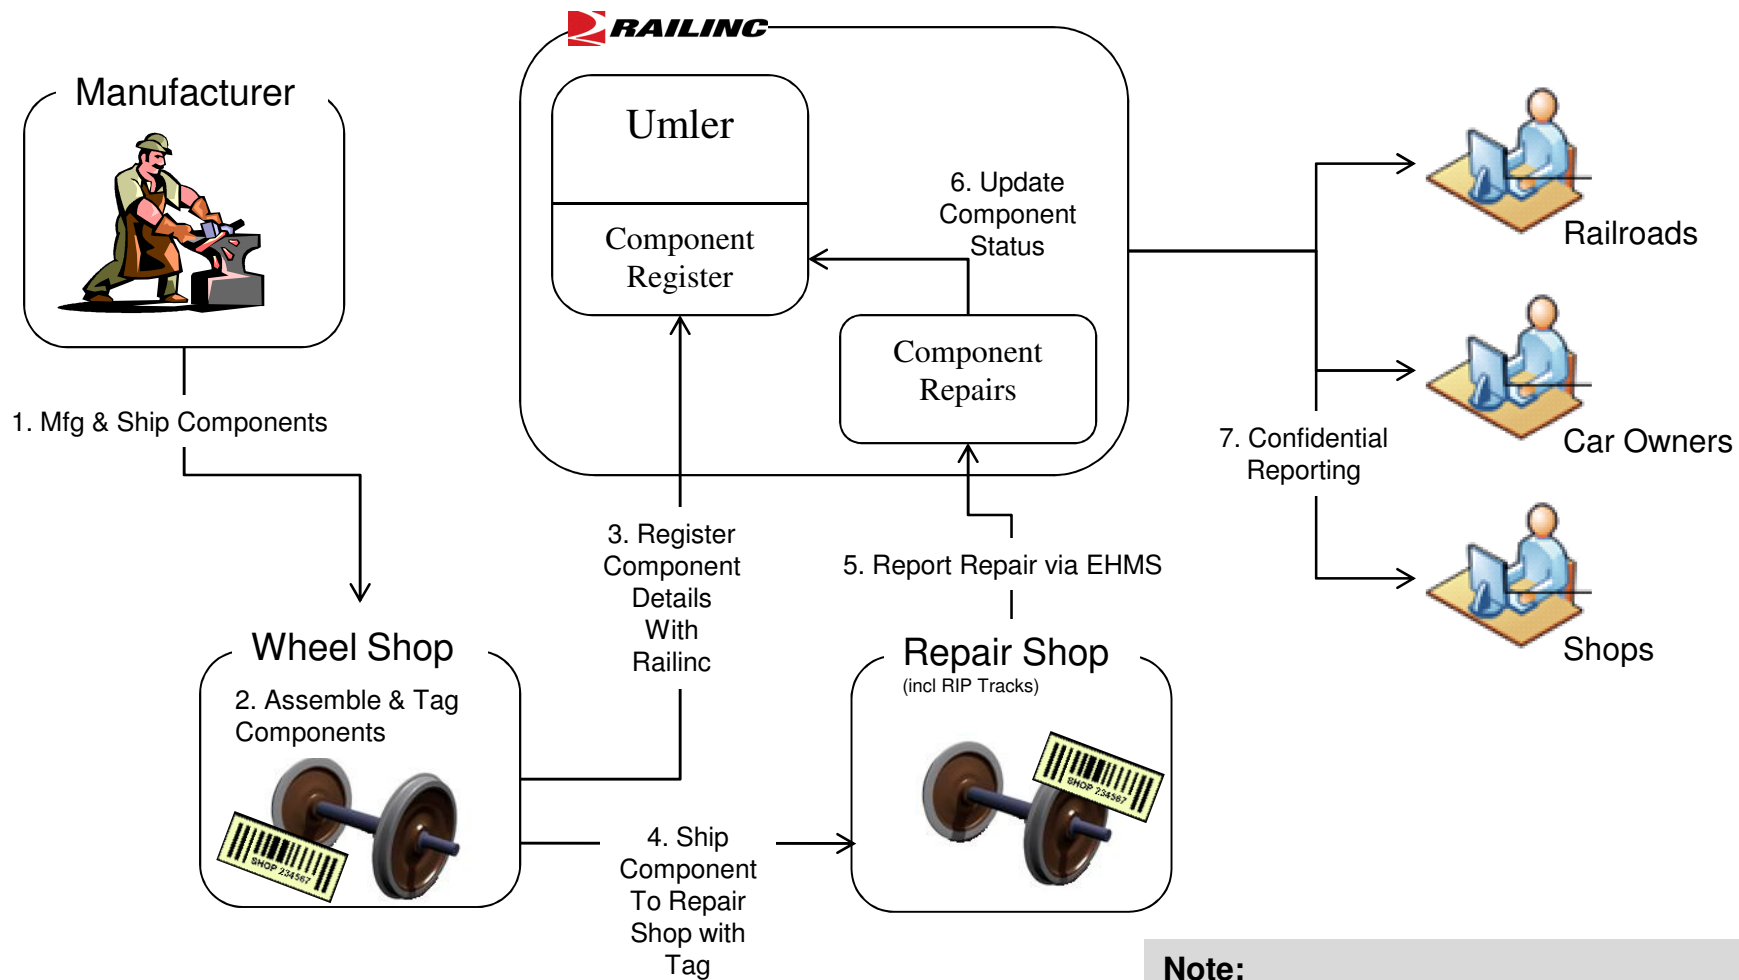 RAILINC
Manufacturer
Umler
Component
Register
6. Update
Component
Status
Component
Repairs
Railroads
Car Owners
Shops
7. Confidential
Reporting
1. Mfg & Ship Components
3. Register
Component
Details
With
Railinc
5. Report Repair via EHMS
Wheel Shop
2. Assemble & Tag
Components
SHOP 234567
Repair Shop
(incl RIP Tracks)
SHOP 234567
4. Ship
Component
To Repair
Shop with
Tag
Note: